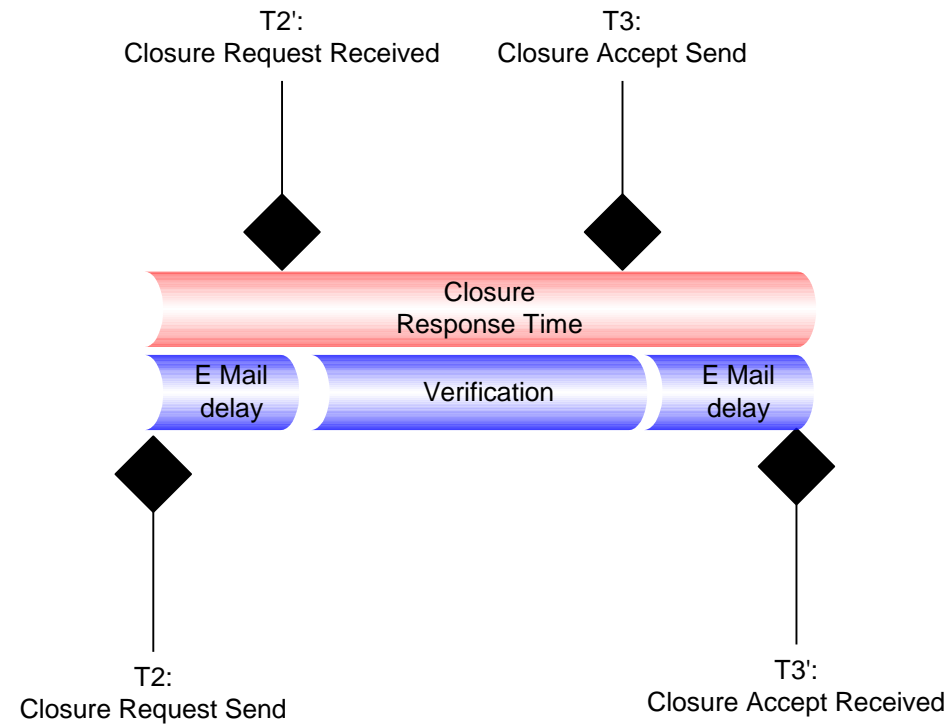 T2':
Closure Request Received
T3:
Closure Accept Send
Closure
Response Time
E Mail
delay
Verification
E Mail
delay
T2:
Closure Request Send
T3':
Closure Accept Received